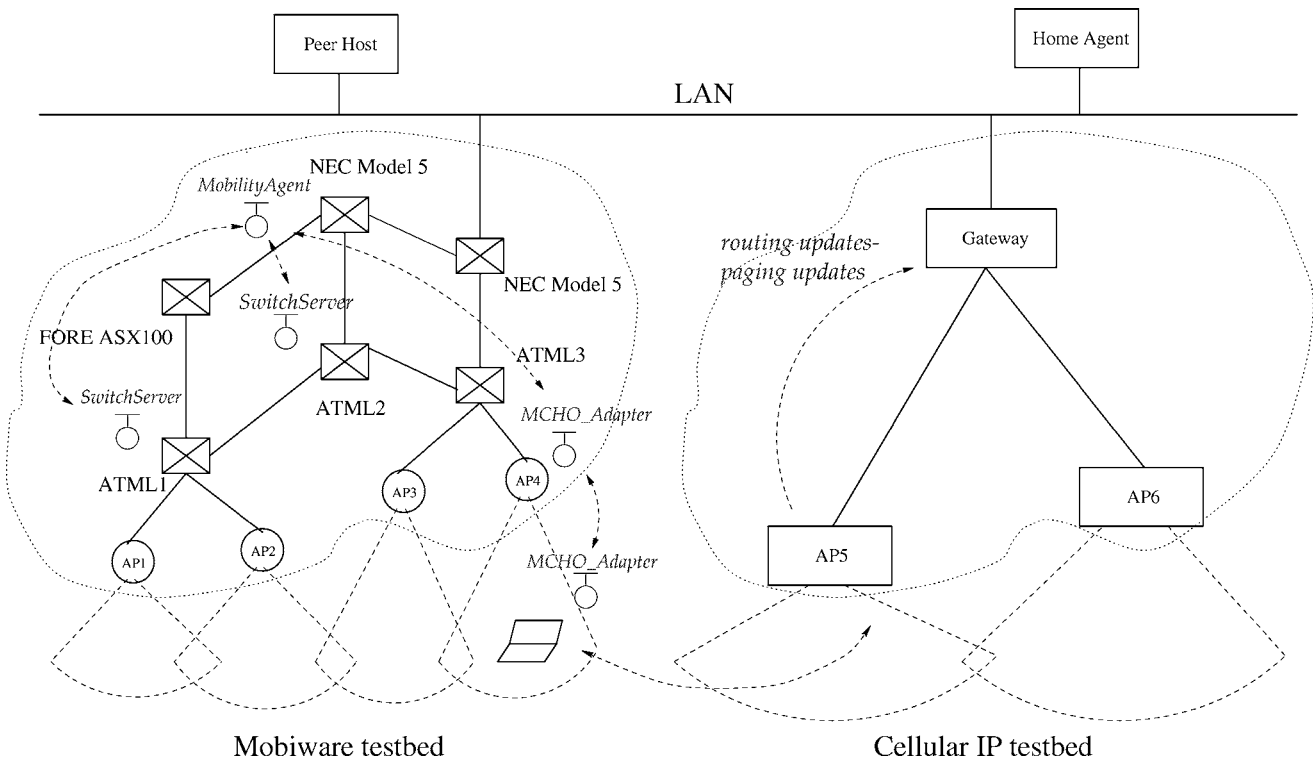 Peer Host
Home Agent
LAN
NEC Model 5
MobilityAgent
routing updates-
Gateway
paging updates
NEC Model 5
SwitchServer
FORE ASX100
ATML3
SwitchServer
ATML2
MCHO_Adapter
ATML1
AP3
AP4
AP6
AP1
AP2
MCHO_Adapter
AP5
Mobiware testbed
Cellular IP testbed